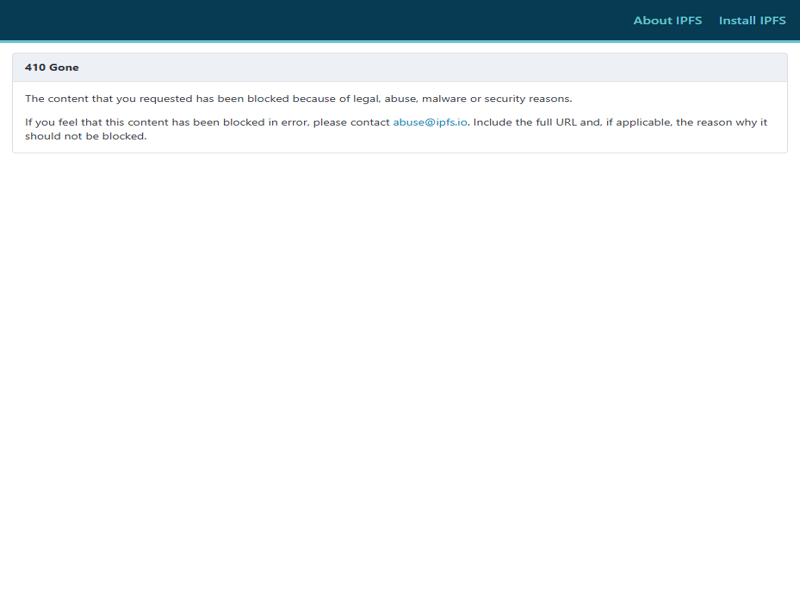 About IPFS Install IPFS
410 Gone
The content that you requested has been blocked because of legal, abuse, malware or security reasons.
If you feel that this content has been blocked in error, please contact abuse@ipfs.io. Include the full URL and, if applicable, the reason why it
should not be blocked.